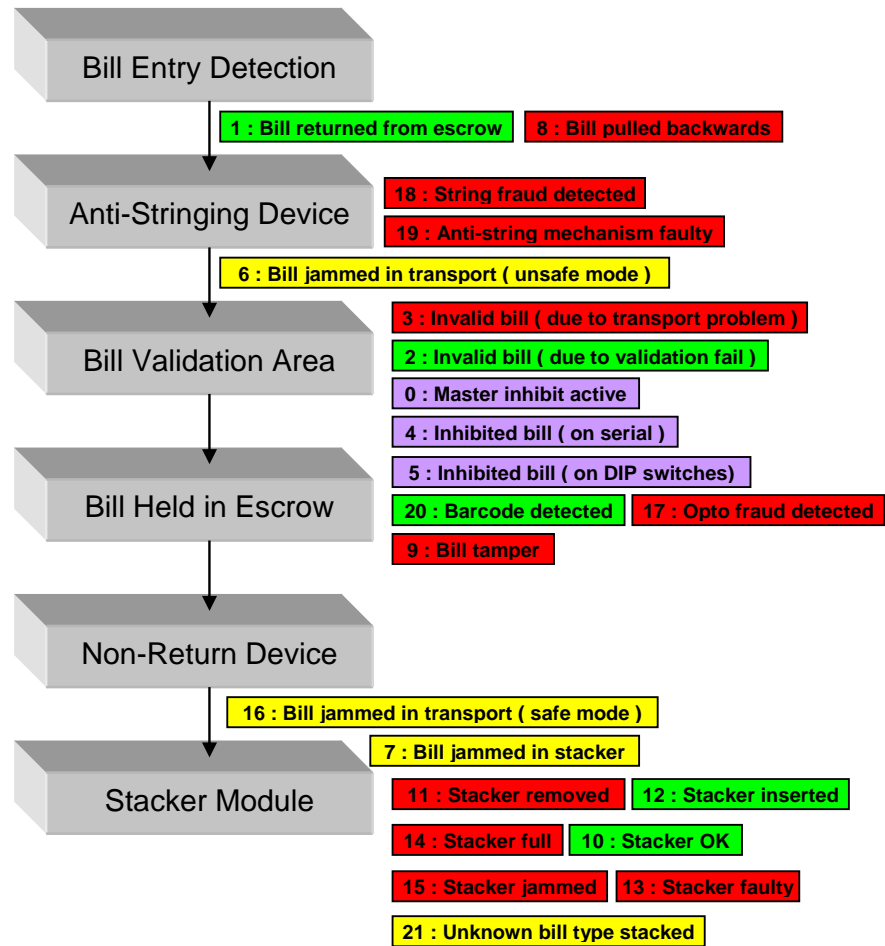 Bill Entry Detection
1 : Bill returned from escrow
8 : Bill pulled backwards
Anti-Stringing Device
18 : String fraud detected
19 : Anti-string mechanism faulty
6 : Bill jammed in transport ( unsafe mode )
Bill Validation Area
3 : Invalid bill ( due to transport problem )
2 : Invalid bill ( due to validation fail )
0 : Master inhibit active
4 : Inhibited bill ( on serial )
5 : Inhibited bill ( on DIP switches)
Bill Held in Escrow
20 : Barcode detected
17 : Opto fraud detected
9 : Bill tamper
Non-Return Device
16 : Bill jammed in transport ( safe mode )
7 : Bill jammed in stacker
Stacker Module
11 : Stacker removed
12 : Stacker inserted
14 : Stacker full
10 : Stacker OK
15 : Stacker jammed
13 : Stacker faulty
21 : Unknown bill type stacked